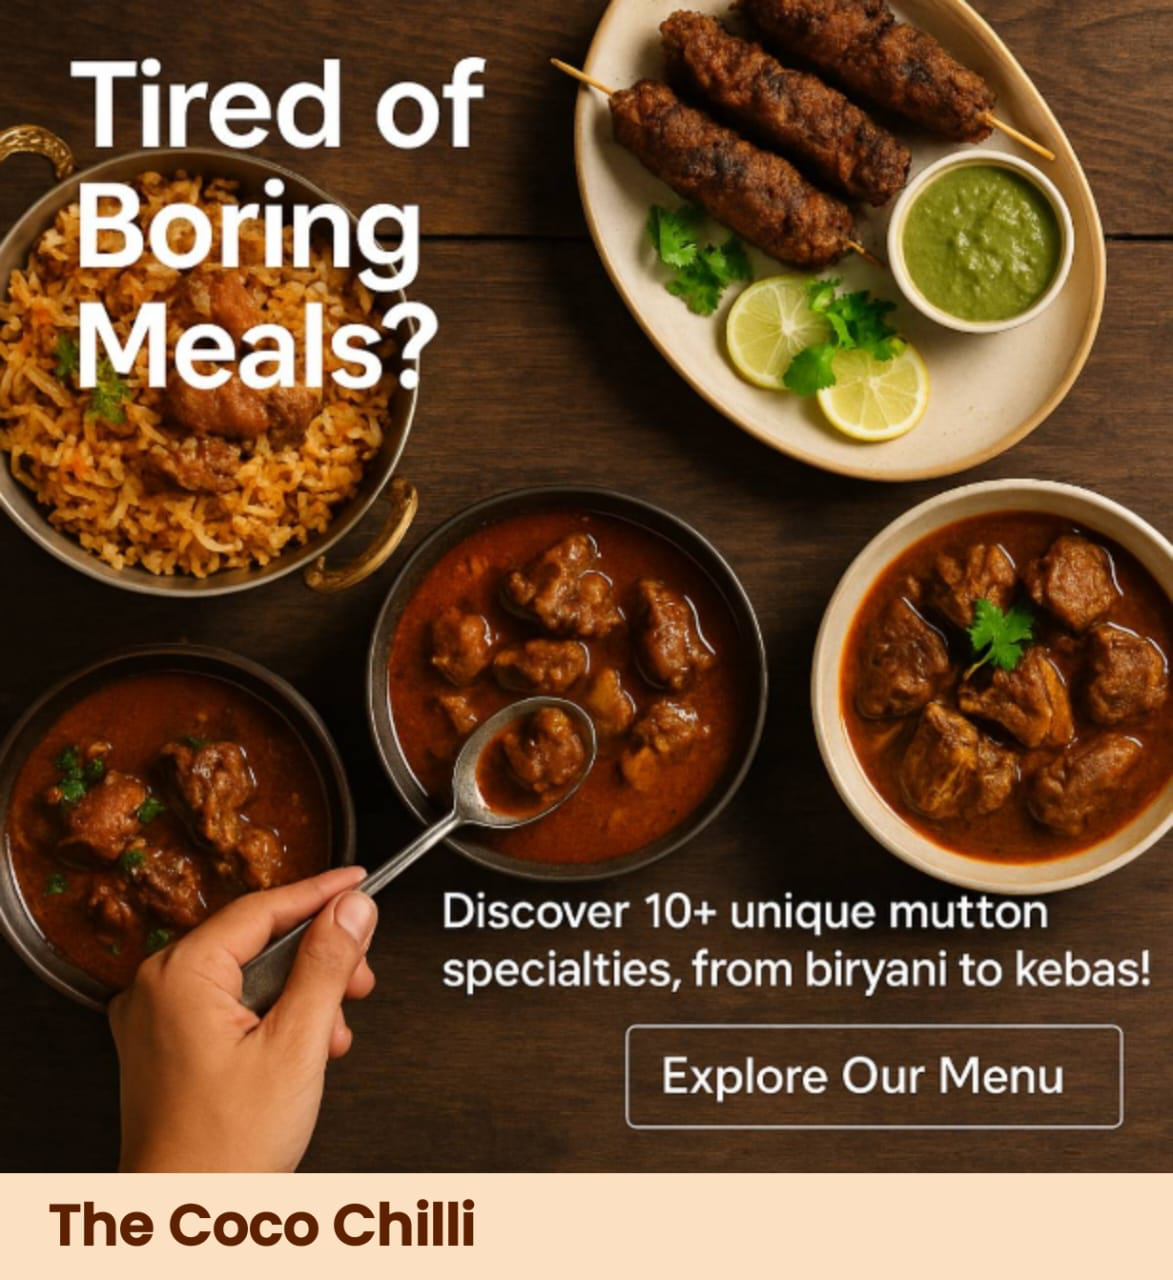 Tired of
Boring
Meals?
Discover 10+ unique mutton
specialties, from biryani to kebas!
Explore Our Menu
The Coco Chilli